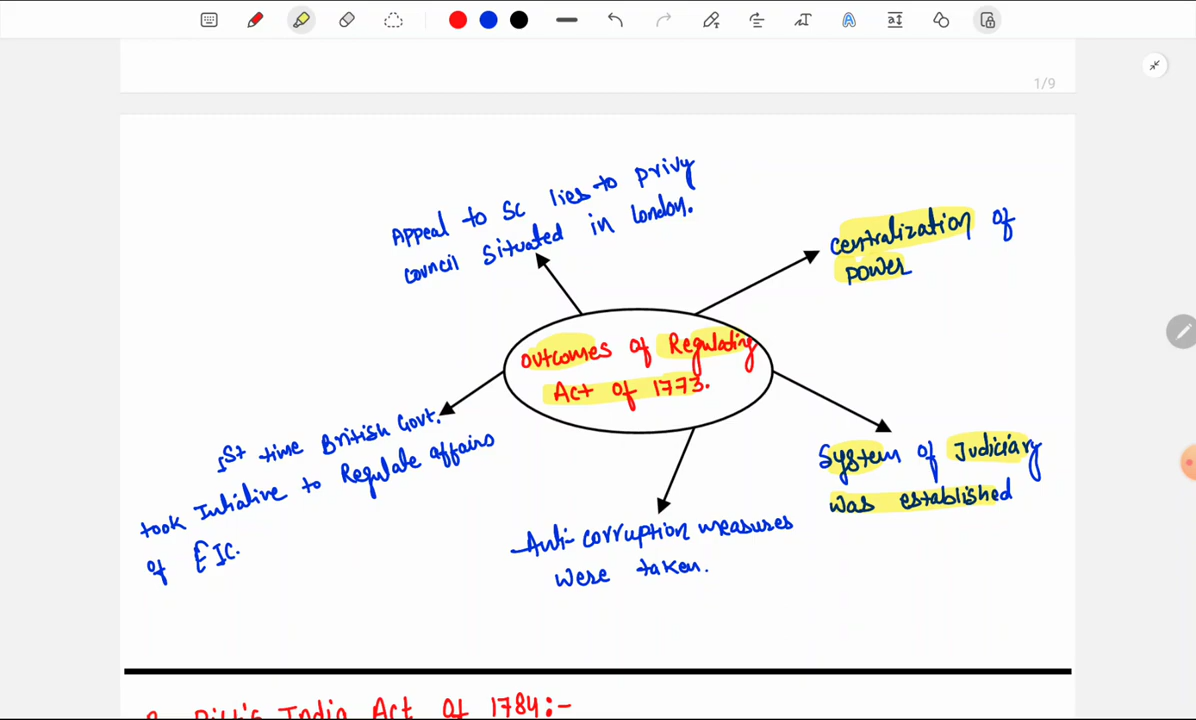 1/9
Appeal to SC lies to privy
council situated in London.
centralization of
power
outcomes of Regulating
Act of 1773.
1st time British Govt.
took Intiative to Regulate affairs
of EIC.
System of Judiciary
was established
Anti-corruption measures
were taken.
Pitt's India Act of 1784:-